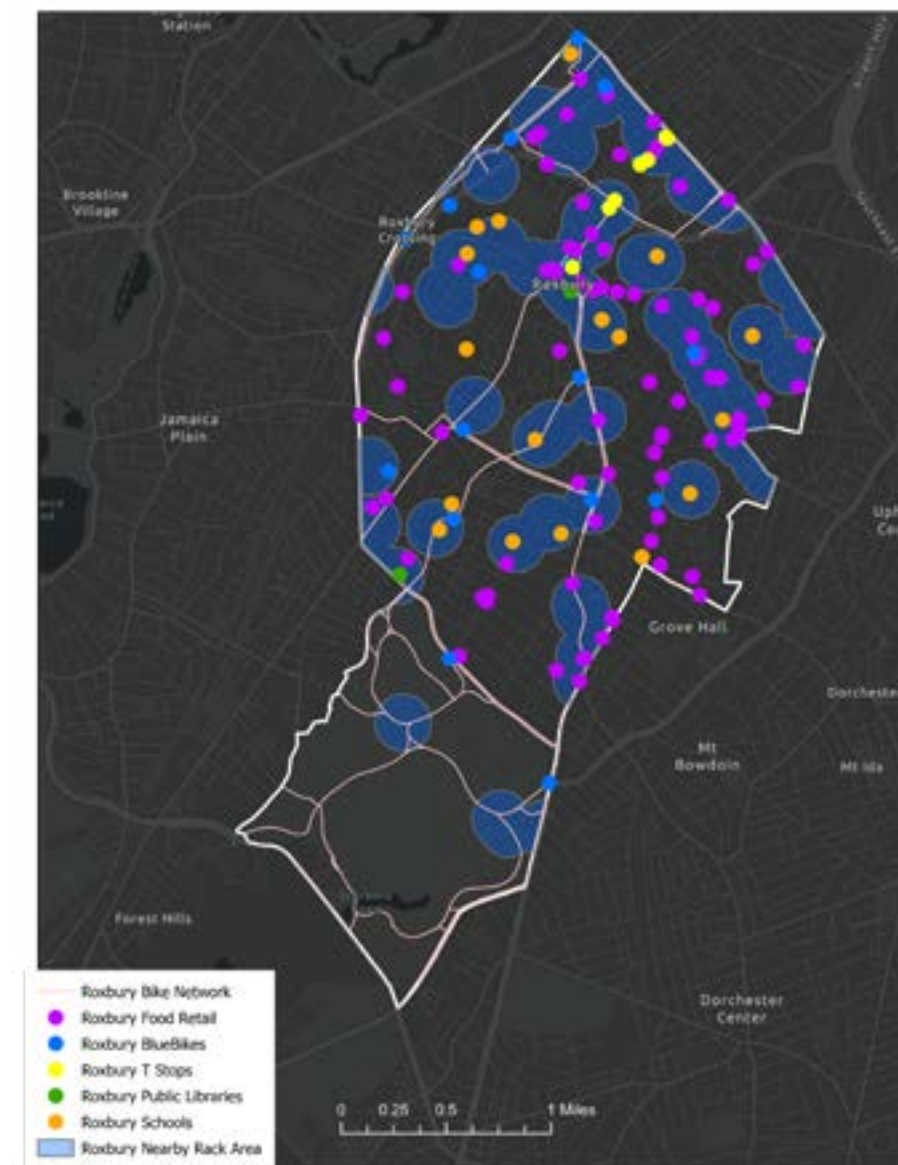 Station
Brookline
Village
Roxbury
Crossing
Roxbury
Jamaica
Plain
Grove Hall
Dorchester
Mt
Bowdoin
Mt Ida
Forest Hills
Dorchester
Center
Roxbury Bike Network
Roxbury Food Retail
Roxbury BlueBikes
Roxbury T Stops
Roxbury Public Libraries
Roxbury Schools
Roxbury Nearby Rack Area
0 0.25 0.5 1 Miles